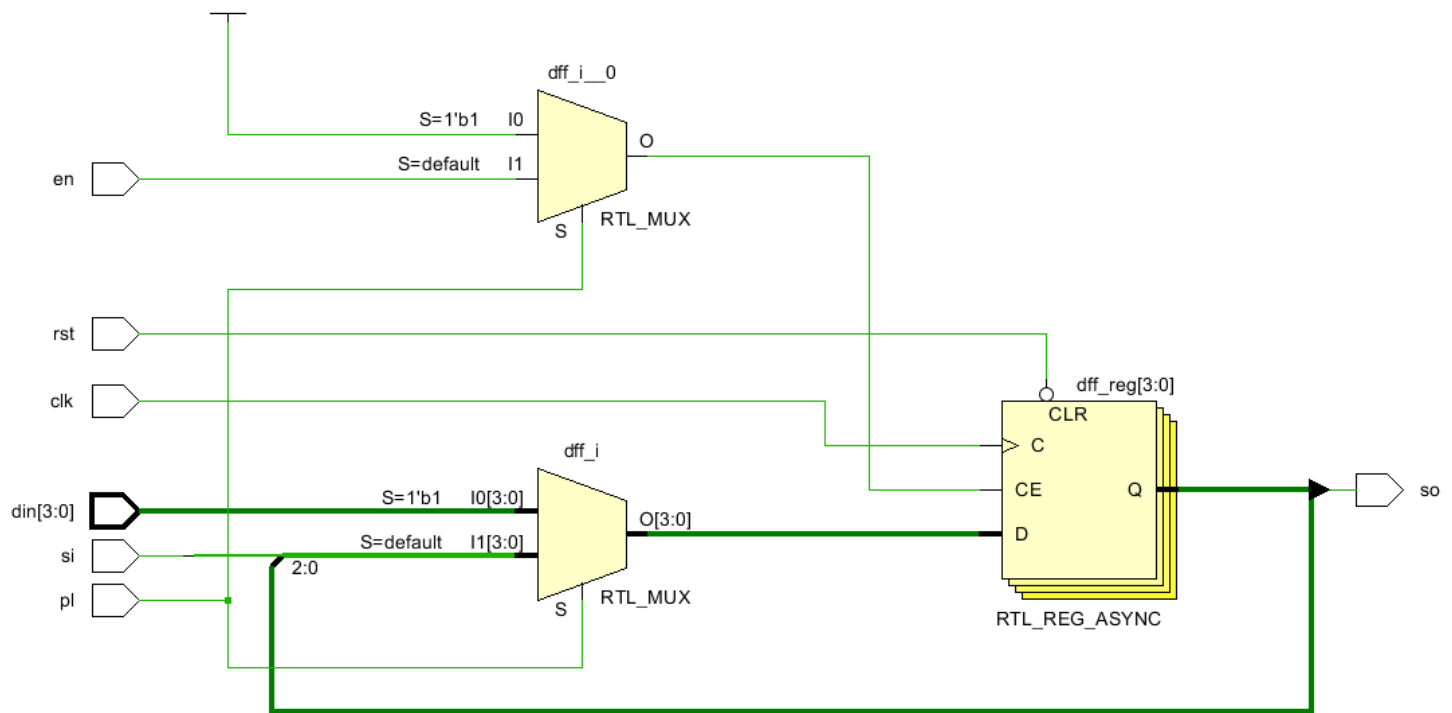 dff_i__0
S=1'b1 I0
O
S=default I1
en
RTL_MUX
S
rst
dff_reg[3:0]
clk
CLR
C
dff_i
CE
Q
so
S=1'b1 I0[3:0]
din[3:0]
O[3:0]
D
S=default I1[3:0]
si
2:0
pl
RTL_MUX
S
RTL_REG_ASYNC